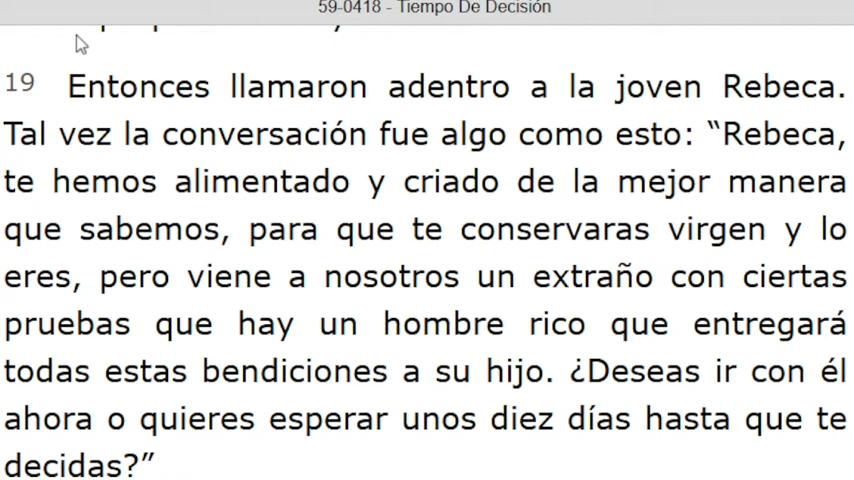 59-0418 - Tiempo De Decisión
19 Entonces llamaron adentro a la joven Rebeca.
Tal vez la conversación fue algo como esto: “Rebeca,
te hemos alimentado y criado de la mejor manera
que sabemos, para que te conservaras virgen y lo
eres, pero viene a nosotros un extraño con ciertas
pruebas que hay un hombre rico que entregará
todas estas bendiciones a su hijo. ¿Deseas ir con él
ahora o quieres esperar unos diez días hasta que te
decidas?”